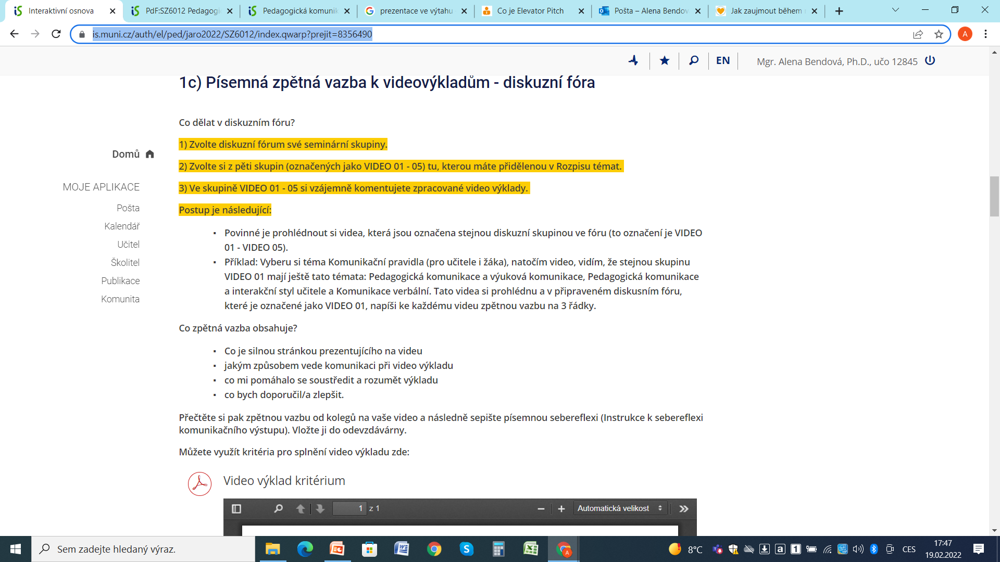 Interaktivní osnova
PdF:SZ6012 Pedagogic
Pedagogická komunik
prezentace ve výtahu
Co je Elevator Pitch
Pošta – Alena Bendov
Jak zaujmout během
is.muni.cz/auth/el/ped/jaro2022/SZ6012/index.qwarp?prejit=8356490
A
EN
Mgr. Alena Bendová, Ph.D., učo 12845
1c) Písemná zpětná vazba k videovýkladům - diskuzní fóra
Co dělat v diskuzním fóru?
1) Zvolte diskuzní fórum své seminární skupiny.
2) Zvolte si z pěti skupin (označených jako VIDEO 01 - 05) tu, kterou máte přidělenou v Rozpisu témat.
3) Ve skupině VIDEO 01 - 05 si vzájemně komentujete zpracované video výklady.
Postup je následující:
Domů
MOJE APLIKACE
Pošta
Kalendář
Učitel
Školitel
Publikace
Komunita
▪ Povinné je prohlédnout si videa, která jsou označena stejnou diskuzní skupinou ve fóru (to označení je VIDEO
01 - VIDEO 05).
▪ Příklad: Vyberu si téma Komunikační pravidla (pro učitele i žáka), natočím video, vidím, že stejnou skupinu
VIDEO 01 mají ještě tato témata: Pedagogická komunikace a výuková komunikace, Pedagogická komunikace
a interakční styl učitele a Komunikace verbální. Tato videa si prohlédnu a v připraveném diskusním fóru,
které je označené jako VIDEO 01, napíši ke každému videu zpětnou vazbu na 3 řádky.
Co zpětná vazba obsahuje?
▪ Co je silnou stránkou prezentujícího na videu
▪ jakým způsobem vede komunikaci při video výkladu
▪ co mi pomáhalo se soustředit a rozumět výkladu
▪ co bych doporučil/a zlepšit.
Přečtěte si pak zpětnou vazbu od kolegů na vaše video a následně sepište písemnou sebereflexi (Instrukce k sebereflexi
komunikačního výstupu). Vložte ji do odevzdávárny.
Můžete využít kritéria pro splnění video výkladu zde:
Video výklad kritérium
1 z 1
Automatická velikost
Sem zadejte hledaný výraz.
8°C
CES
17:47
19.02.2022